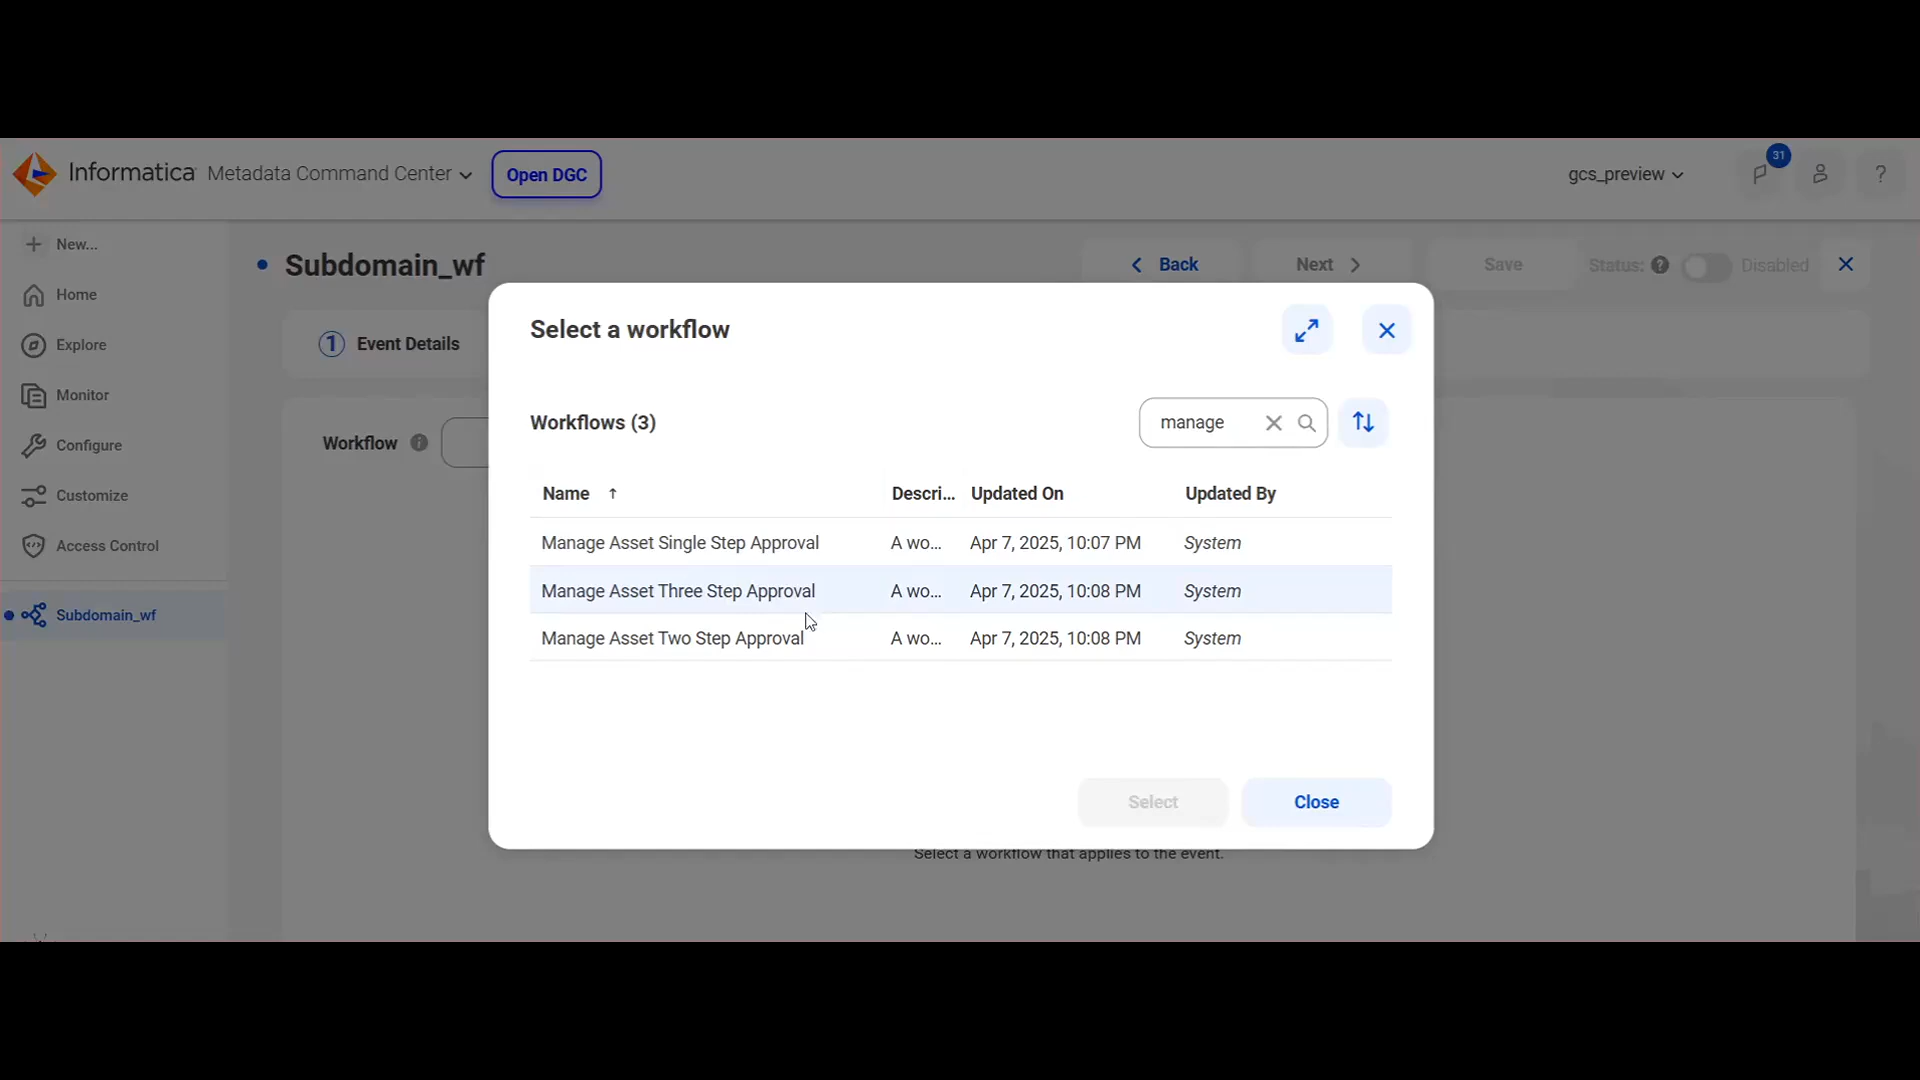 Informatica Metadata Command Center Open DGC gcs_preview 31 ?
New...
Home
Explore
Monitor
Configure
Customize
Access Control
Subdomain_wf
Subdomain_wf Back Next Save Status: ? Disabled
1 Event Details
Workflow i
Select a workflow
Workflows (3) manage
Name ↑ Descri... Updated On Updated By
Manage Asset Single Step Approval A wo... Apr 7, 2025, 10:07 PM System
Manage Asset Three Step Approval A wo... Apr 7, 2025, 10:08 PM System
Manage Asset Two Step Approval A wo... Apr 7, 2025, 10:08 PM System
Select Close
Select a workflow that applies to the event.